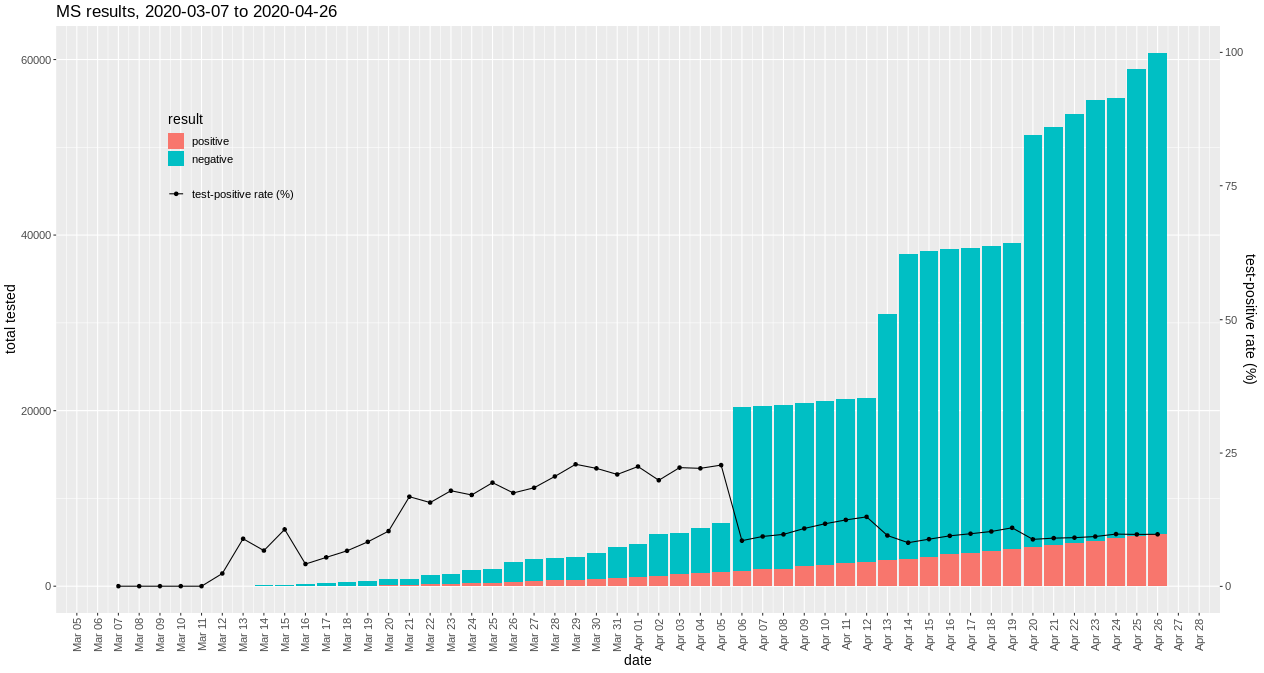 MS results, 2020-03-07 to 2020-04-26
60000
40000
20000
0
total tested
result
positive
negative
test-positive rate (%)
100
75
50
25
0
test-positive rate (%)
Mar 05
Mar 06
Mar 07
Mar 08
Mar 09
Mar 10
Mar 11
Mar 12
Mar 13
Mar 14
Mar 15
Mar 16
Mar 17
Mar 18
Mar 19
Mar 20
Mar 21
Mar 22
Mar 23
Mar 24
Mar 25
Mar 26
Mar 27
Mar 28
Mar 29
Mar 30
Mar 31
Apr 01
Apr 02
Apr 03
Apr 04
Apr 05
Apr 06
Apr 07
Apr 08
Apr 09
Apr 10
Apr 11
Apr 12
Apr 13
Apr 14
Apr 15
Apr 16
Apr 17
Apr 18
Apr 19
Apr 20
Apr 21
Apr 22
Apr 23
Apr 24
Apr 25
Apr 26
Apr 27
Apr 28
date